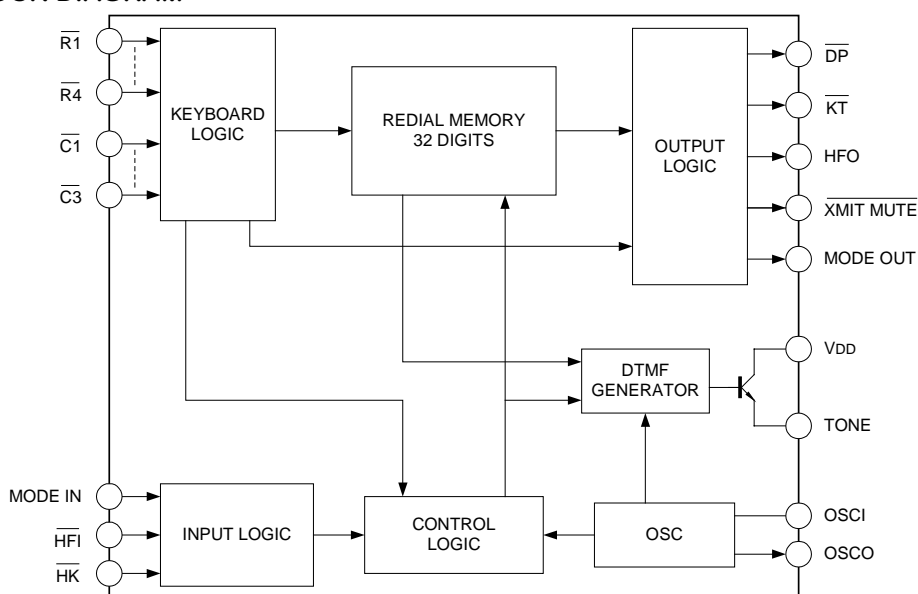 R1
R4
C1
C3
KEYBOARD
LOGIC
REDIAL MEMORY
32 DIGITS
OUTPUT
LOGIC
DP
KT
HFO
XMIT MUTE
MODE OUT
DTMF
GENERATOR
VDD
TONE
MODE IN
HFI
HK
INPUT LOGIC
CONTROL
LOGIC
OSC
OSCI
OSCO